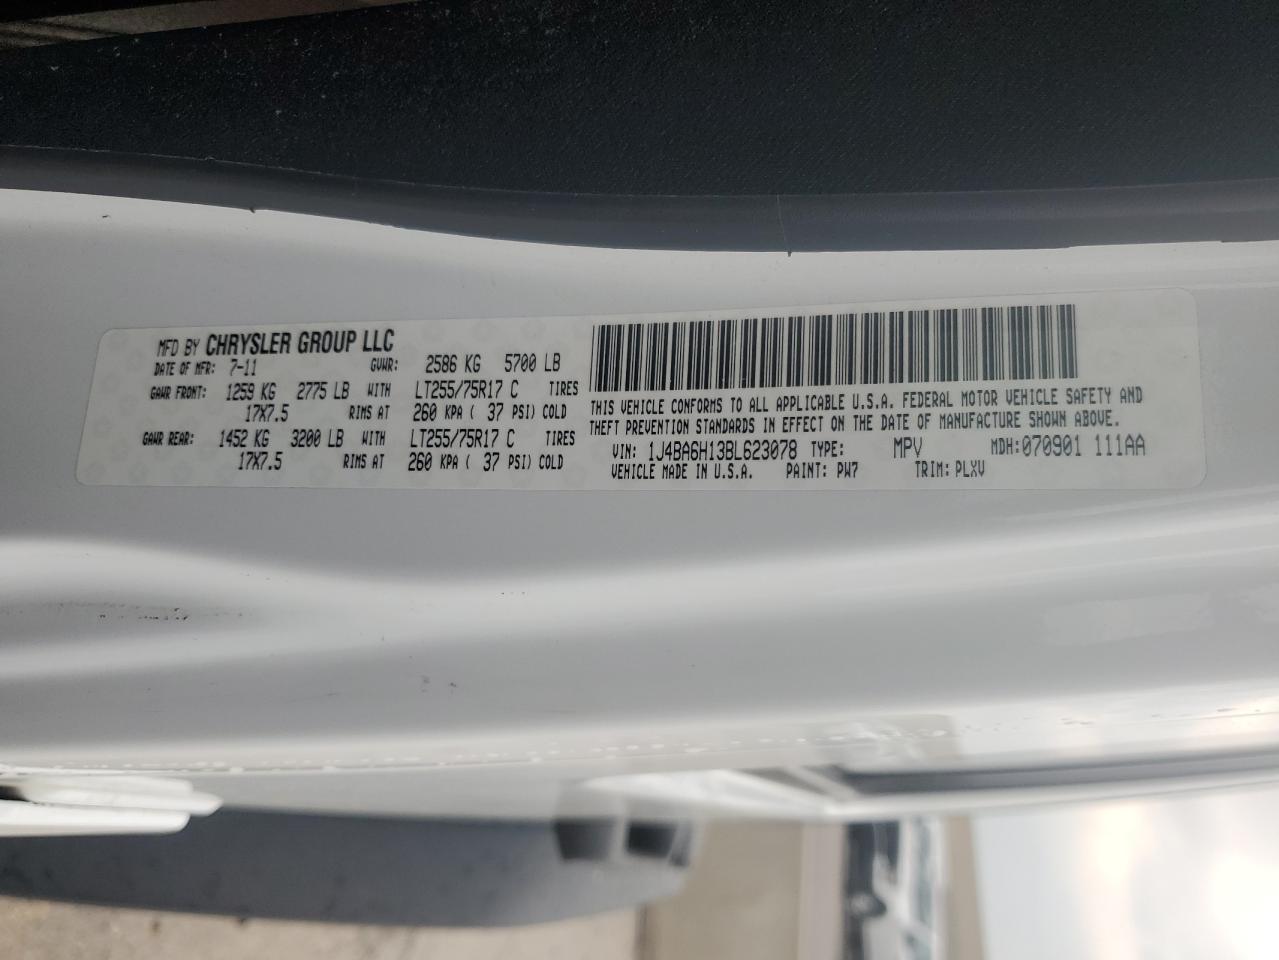 MFD BY CHRYSLER GROUP LLC
DATE OF MFR: 7-11 GVWR: 2586 KG 5700 LB
GAWR FRONT: 1259 KG 2775 LB WITH LT255/75R17 C TIRES
17X7.5 RIMS AT 260 KPA ( 37 PSI) COLD
GAWR REAR: 1452 KG 3200 LB WITH LT255/75R17 C TIRES
17X7.5 RIMS AT 260 KPA ( 37 PSI) COLD
THIS VEHICLE CONFORMS TO ALL APPLICABLE U.S.A. FEDERAL MOTOR VEHICLE SAFETY AND
THEFT PREVENTION STANDARDS IN EFFECT ON THE DATE OF MANUFACTURE SHOWN ABOVE.
VIN: 1J4BA6H13BL623078 TYPE: MPV MDH:070901 111AA
VEHICLE MADE IN U.S.A. PAINT: PW7 TRIM: PLXV